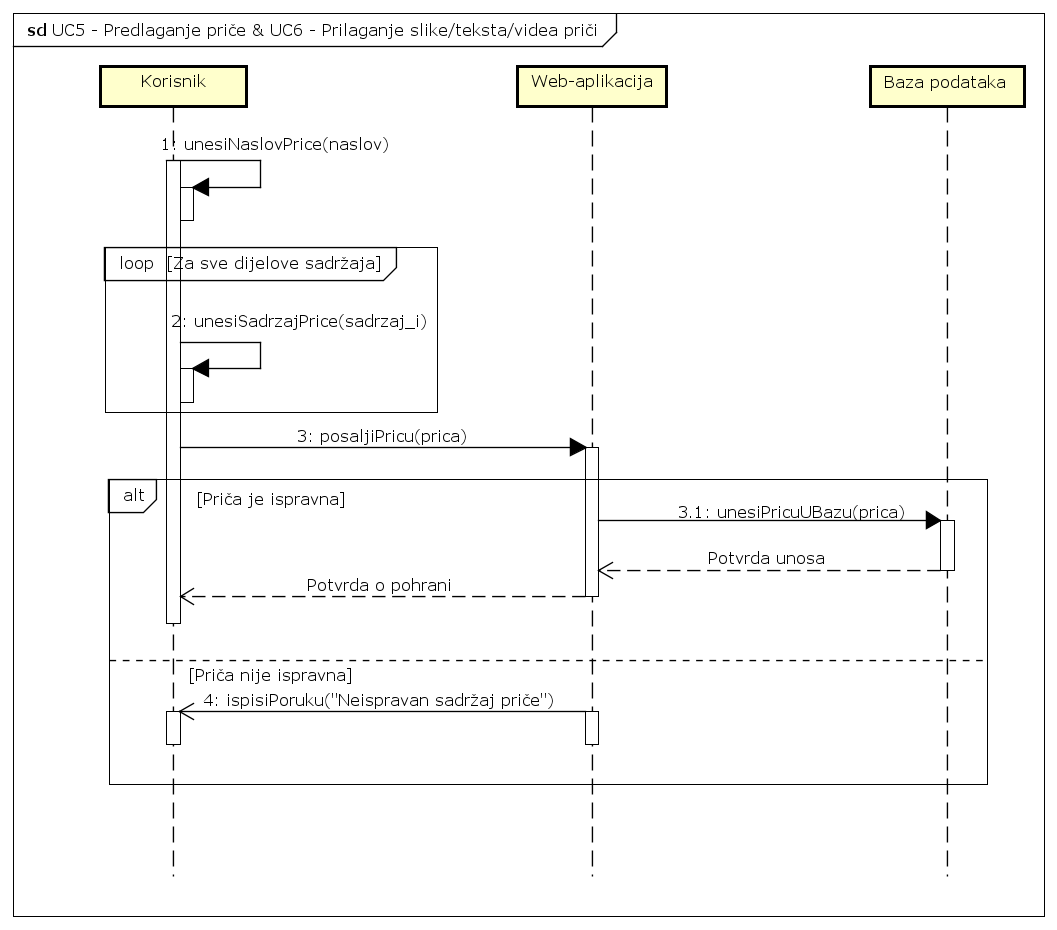 sd UC5 - Predlaganje priče & UC6 - Prilaganje slike/teksta/videa priči
Korisnik
Web-aplikacija
Baza podataka
1: unesiNaslovPrice(naslov)
loop [Za sve dijelove sadržaja]
2: unesiSadrzajPrice(sadrzaj_i)
3: posaljiPricu(prica)
alt
[Priča je ispravna]
3.1: unesiPricuUBazu(prica)
Potvrda unosa
Potvrda o pohrani
[Priča nije ispravna]
4: ispisiPoruku("Neispravan sadržaj priče")